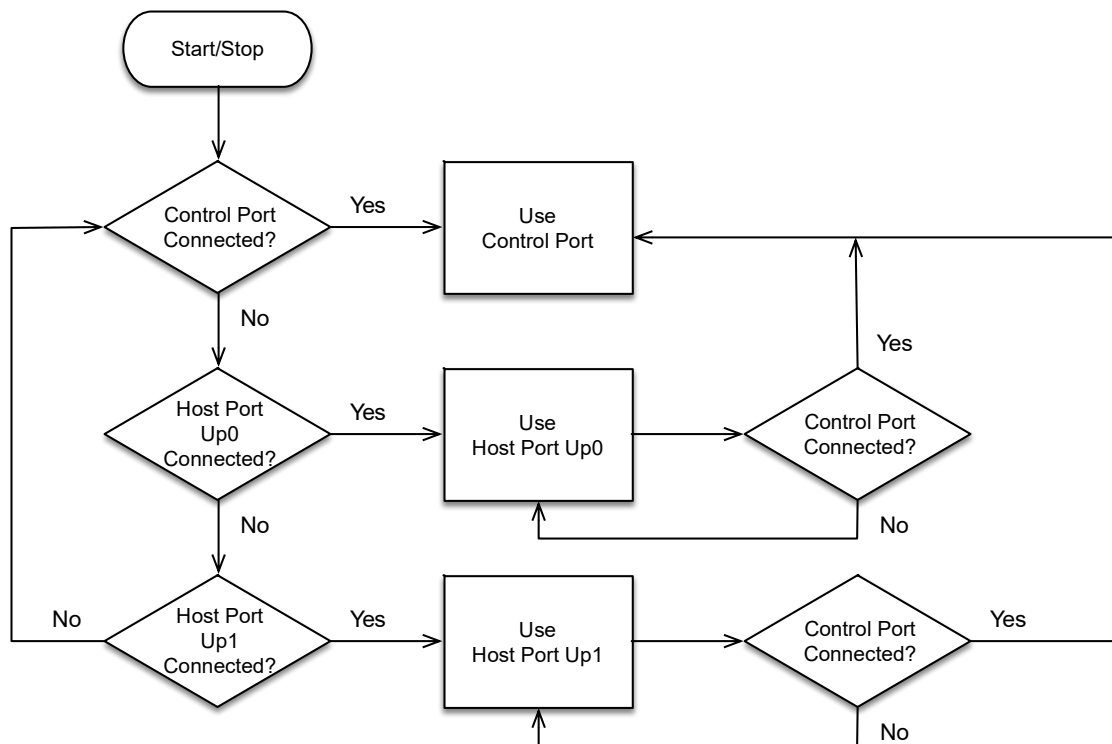 Start/Stop
Control Port
Connected?
Yes
Use
Control Port
No
Yes
Host Port
Up0
Connected?
Yes
Use
Host Port Up0
Control Port
Connected?
No
No
Host Port
Up1
Connected?
No
Yes
Use
Host Port Up1
Control Port
Connected?
Yes
No